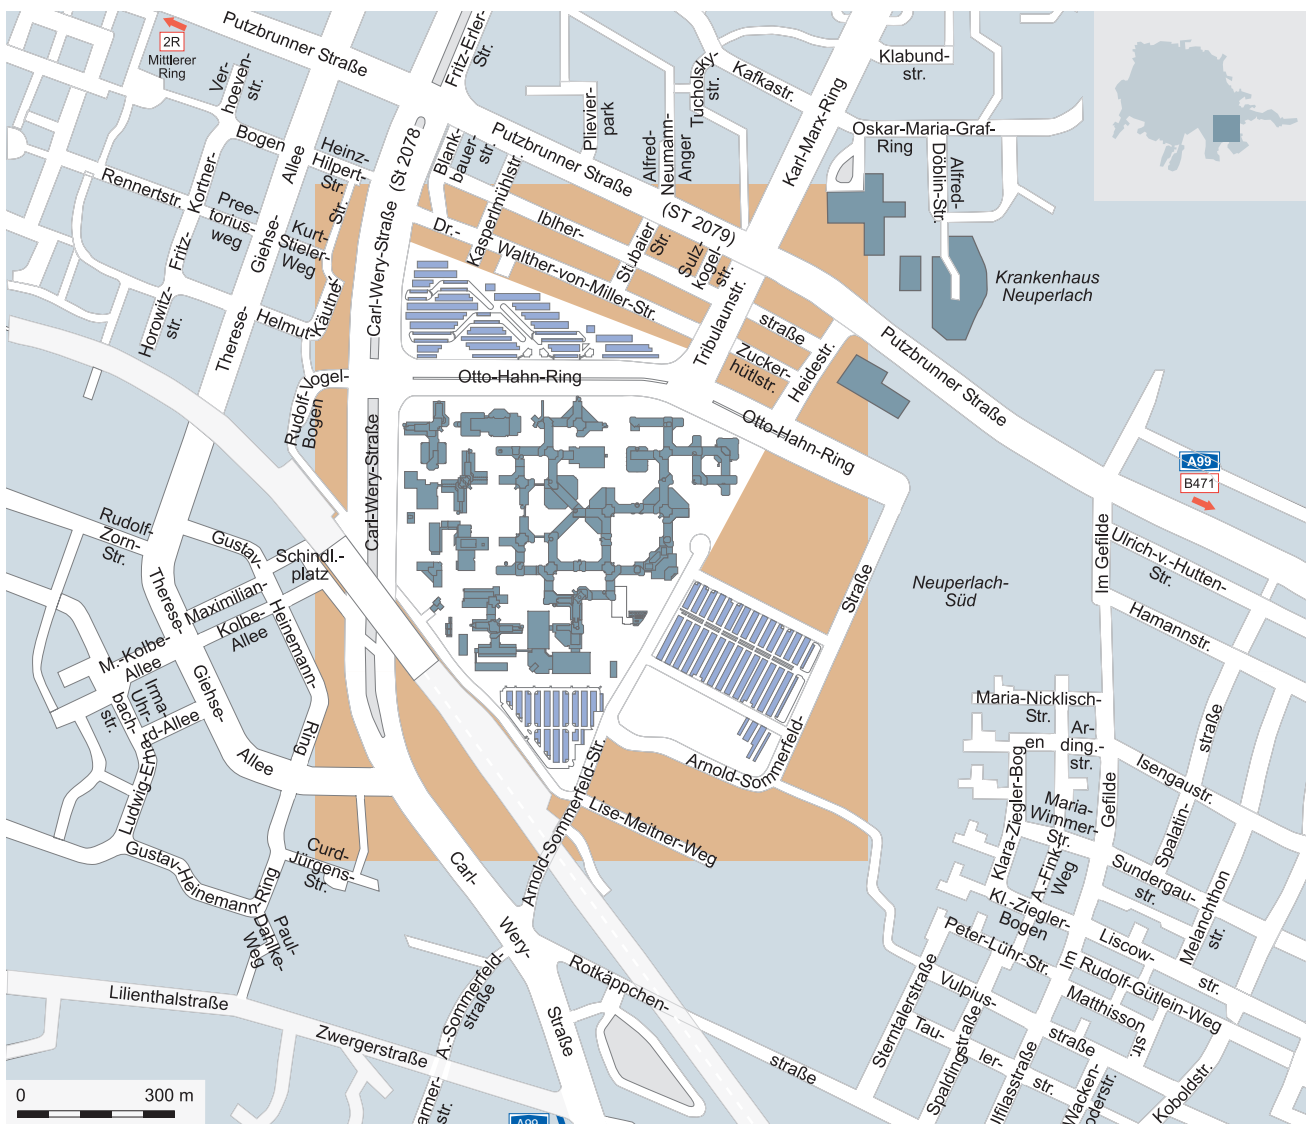 2R
Mittlerer
Ring
Putzbrunner Straße
Fritz-Erler-
Str.
Kafkastr.
Tucholsky-
str.
Karl-Marx-Ring
Klabund-
str.
Ver-
hoeven-
str.
Plievier-
park
Alfred-
Neumann-
Anger
Oskar-Maria-Graf-
Ring
Alfred-
Döblin-Str.
Bogen
Heinz-
Hilpert-
Str.
Allee
Blank-
bauer-
str.
Kasperlmühlstr.
Putzbrunner Straße
(ST 2079)
Rennertstr.
Kortner-
Fritz-
Pree-
torius-
weg
Kurt-
Stieler-
Weg
Str.
Käutner-
Helmut-
Giehse-
Therese-
Horowitz-
str.
Carl-Wery-Straße (St 2078)
Dr.-
Walther-von-Miller-Str.
Iblher-
straße
Stubaier
Str.
Sulz-
kogel-
str.
Tribulaunstr.
Zucker-
hütlstr.
Heidestr.
Krankenhaus
Neuperlach
Putzbrunner Straße
Rudolf-Vogel-
Bogen
Otto-Hahn-Ring
Otto-Hahn-Ring
Carl-Wery-Straße
A99
B471
Rudolf-
Zorn-
Str.
Gustav-
Heinemann-
Ring
Schindl.-
platz
Maximilian-
Kolbe-
Allee
M.-Kolbe-
Allee
Therese-
Giehse-
Allee
Irma-
Uhr-
bach-
str.
Ludwig-Ern
rd-Allee
Neuperlach-
Süd
Im Gefilde
Ulrich-v.-Hutten-
Str.
Hamannstr.
Arnold-Sommerfeld-
Straße
Arnold-Sommerfeld-Str.
Lise-Meitner-Weg
Maria-Nicklisch-
Str.
Ar-
ding.-
str.
Klara-Ziegler-Bog
en
Maria-
Wimmer-
Str.
Gefilde
Isengaustr.
Spalatin-
straße
Sundergau-
str.
Melanchthon
str.
A.-Fink-
Weg
Kl.-Ziegler-
Bogen
Peter-Lühr-Str.
Im
Liscow-
str.
Rudolf-Gütlein-Weg
Matthisson
str.
Vulpius-
straße
Tau-
ler-
str.
Sterntalerstraße
Spaldingstraße
Ilfilasstraße
Wacken-
oderstr.
Koboldstr.
Curd-
Jürgens-
Str.
Gustav-Heinemann-
Ring
Paul-
Dahlke-
Weg
Carl-
Wery-
Straße
Lilienthalstraße
Zwergerstraße
A.-Sommerfeld-
straße
armer-
str.
Rotkäppchen-
straße
A99
0
300 m